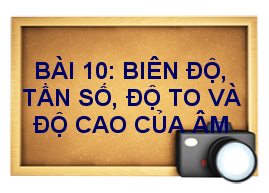 BÀI 10: BIÊN ĐỘ,
TẦN SỐ, ĐỘ TO VÀ
ĐỘ CAO CỦA ÂM